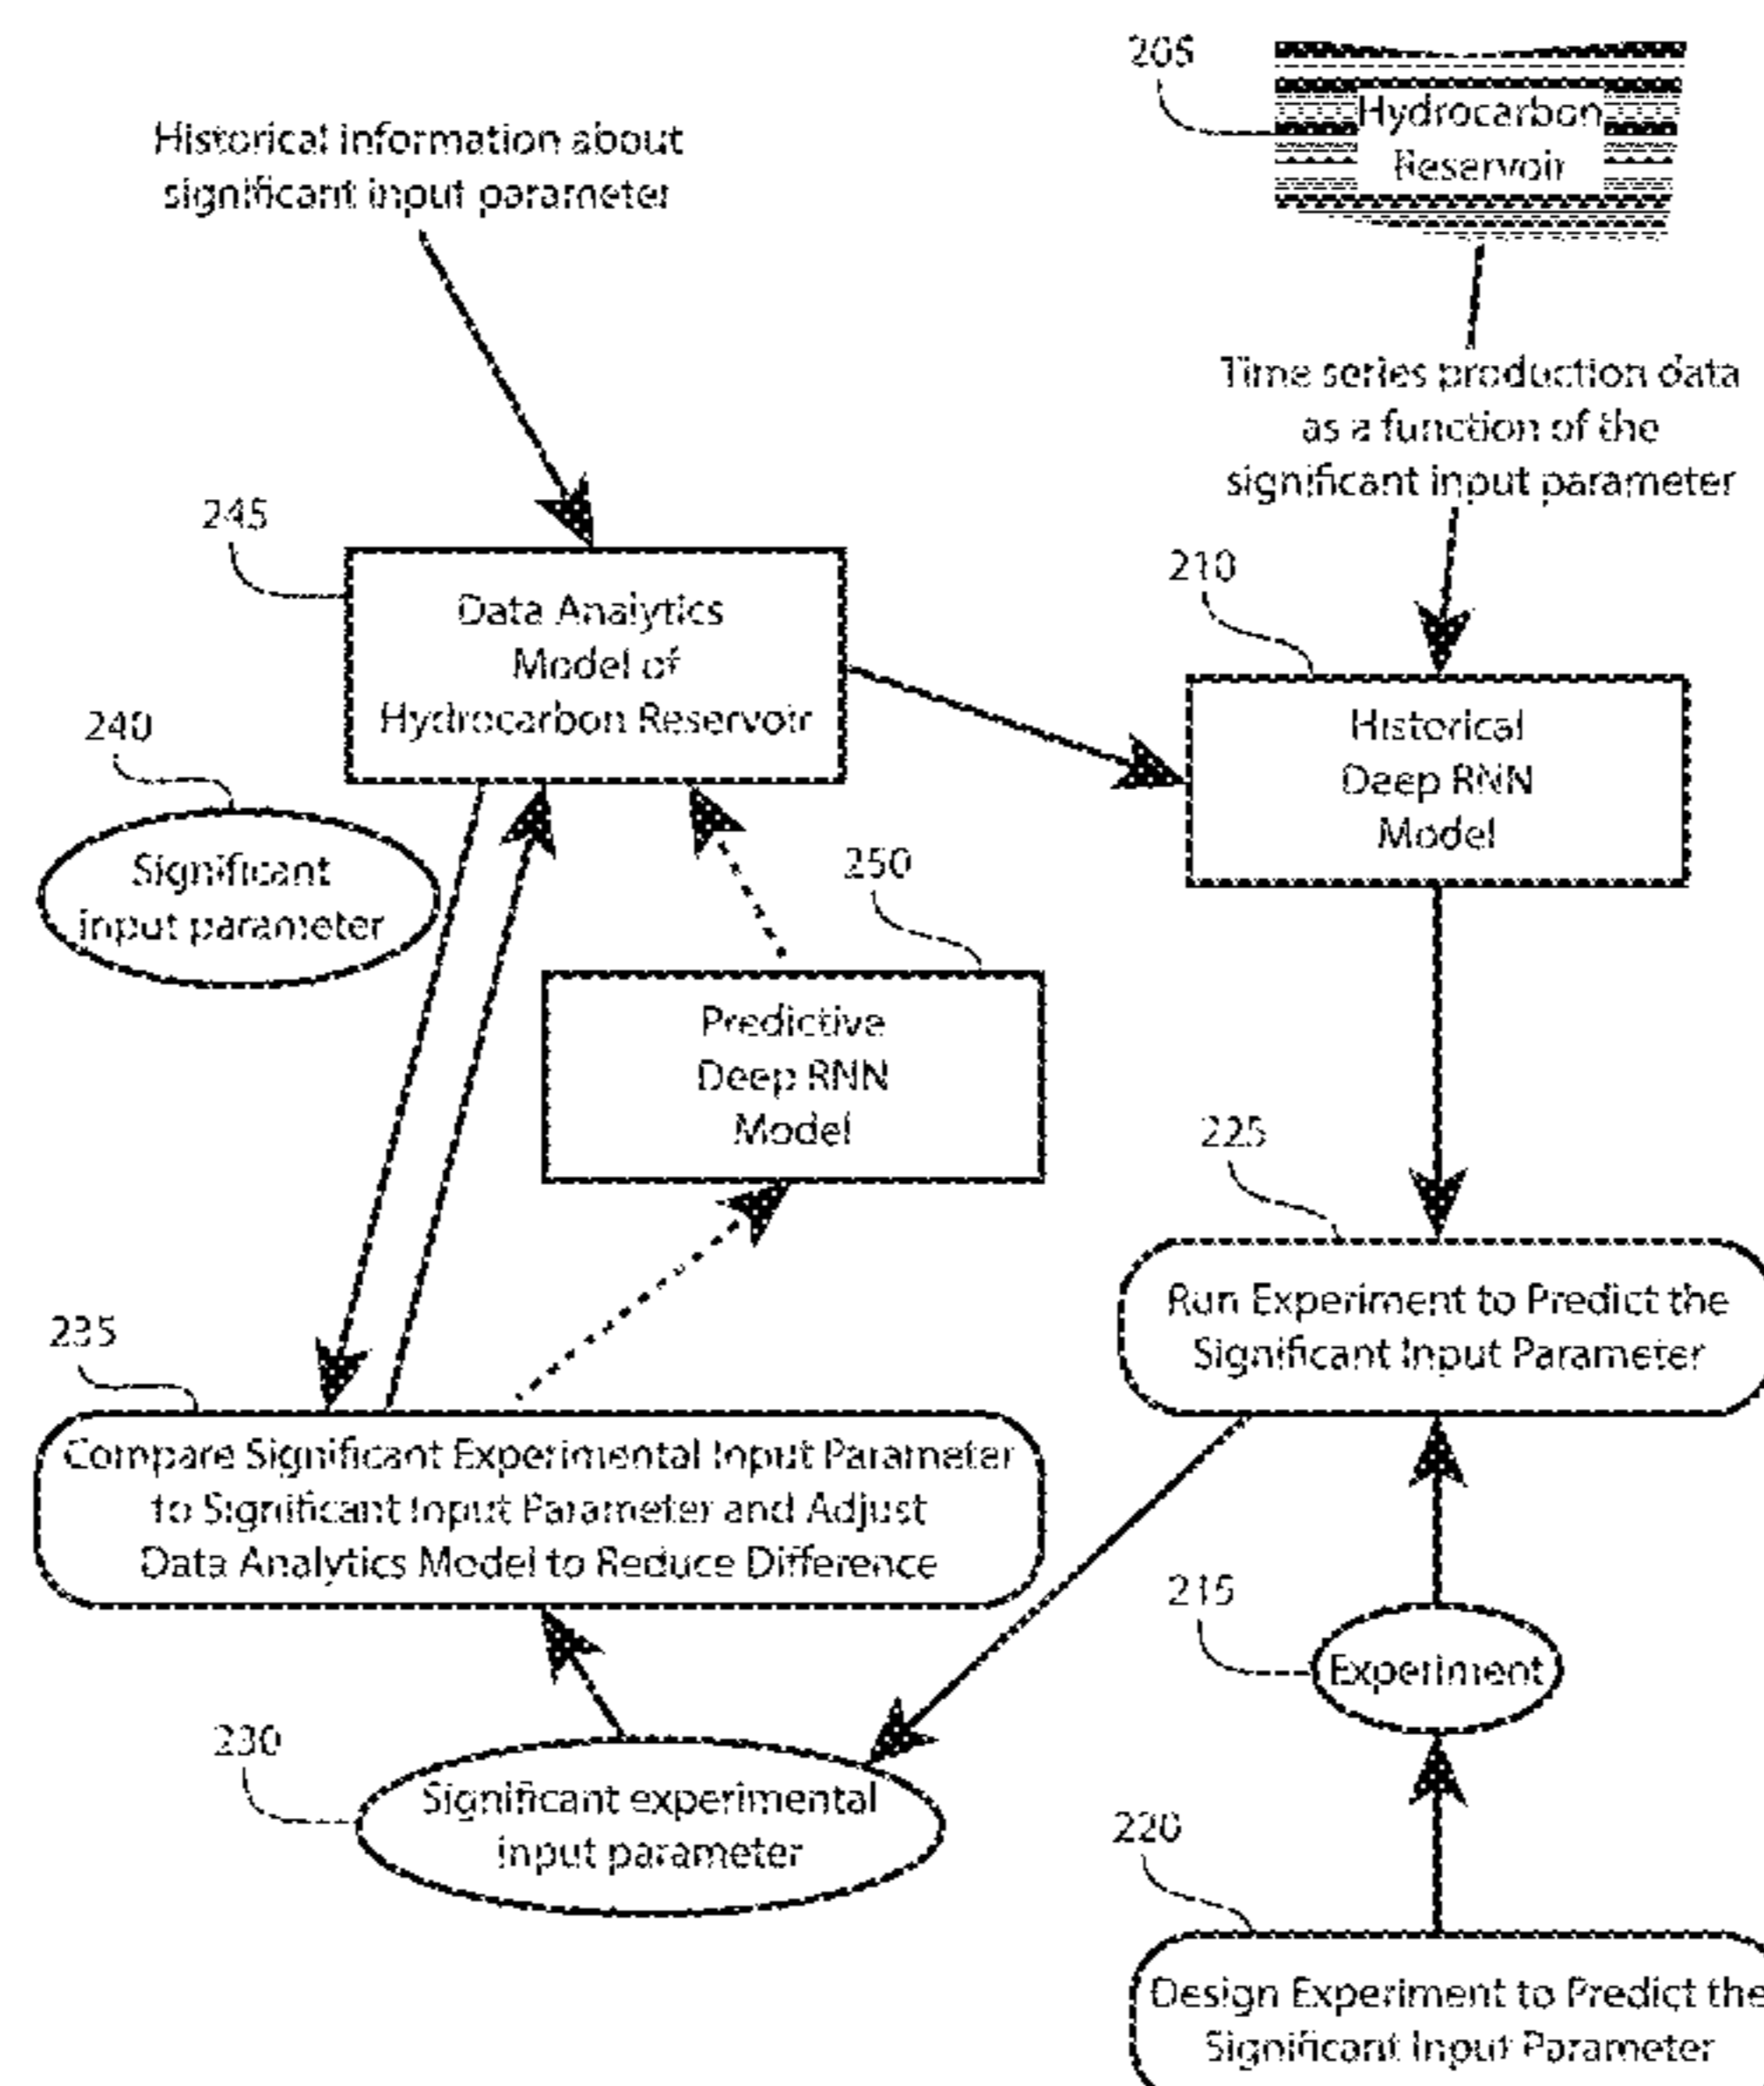 205
Hydrocarbon
Reservoir
Historical information about
significant input parameter
Time series production data
as a function of the
significant input parameter
245
Data Analytics
Model of
Hydrocarbon Reservoir
210
Historical
Deep RNN
Model
240
Significant
input parameter
250
Predictive
Deep RNN
Model
225
Run Experiment to Predict the
Significant Input Parameter
235
Compare Significant Experimental Input Parameter
to Significant Input Parameter and Adjust
Data Analytics Model to Reduce Difference
215
Experiment
230
Significant experimental
input parameter
220
Design Experiment to Predict the
Significant Input Parameter